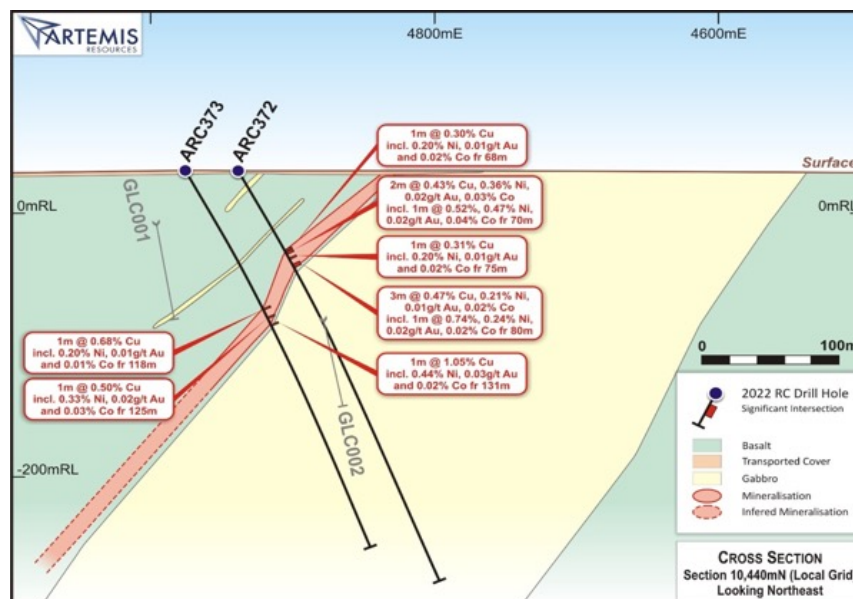 ARTEMIS
RESOURCES
4800mE
4600mE
ARC373
ARC372
Surface
GLC001
0mRL
0mRL
1m @ 0.30% Cu
incl. 0.20% Ni, 0.01g/t Au
and 0.02% Co fr 68m
2m @ 0.43% Cu, 0.36% Ni,
0.02g/t Au, 0.03% Co
incl. 1m @ 0.52%, 0.47% Ni,
0.02g/t Au, 0.04% Co fr 70m
1m @ 0.31% Cu
incl. 0.20% Ni, 0.01g/t Au
and 0.02% Co fr 75m
3m @ 0.47% Cu, 0.21% Ni,
0.01g/t Au, 0.02% Co
incl. 1m @ 0.74%, 0.24% Ni,
0.02g/t Au, 0.02% Co fr 80m
1m @ 0.68% Cu
incl. 0.20% Ni, 0.01g/t Au
and 0.01% Co fr 118m
1m @ 1.05% Cu
incl. 0.44% Ni, 0.03g/t Au
and 0.02% Co fr 131m
1m @ 0.50% Cu
incl. 0.33% Ni, 0.02g/t Au
and 0.03% Co fr 125m
GLC002
-200mRL
0
100m
2022 RC Drill Hole
Significant Intersection
Basalt
Transported Cover
Gabbro
Mineralisation
Infered Mineralisation
CROSS SECTION
Section 10,440mN (Local Grid
Looking Northeast